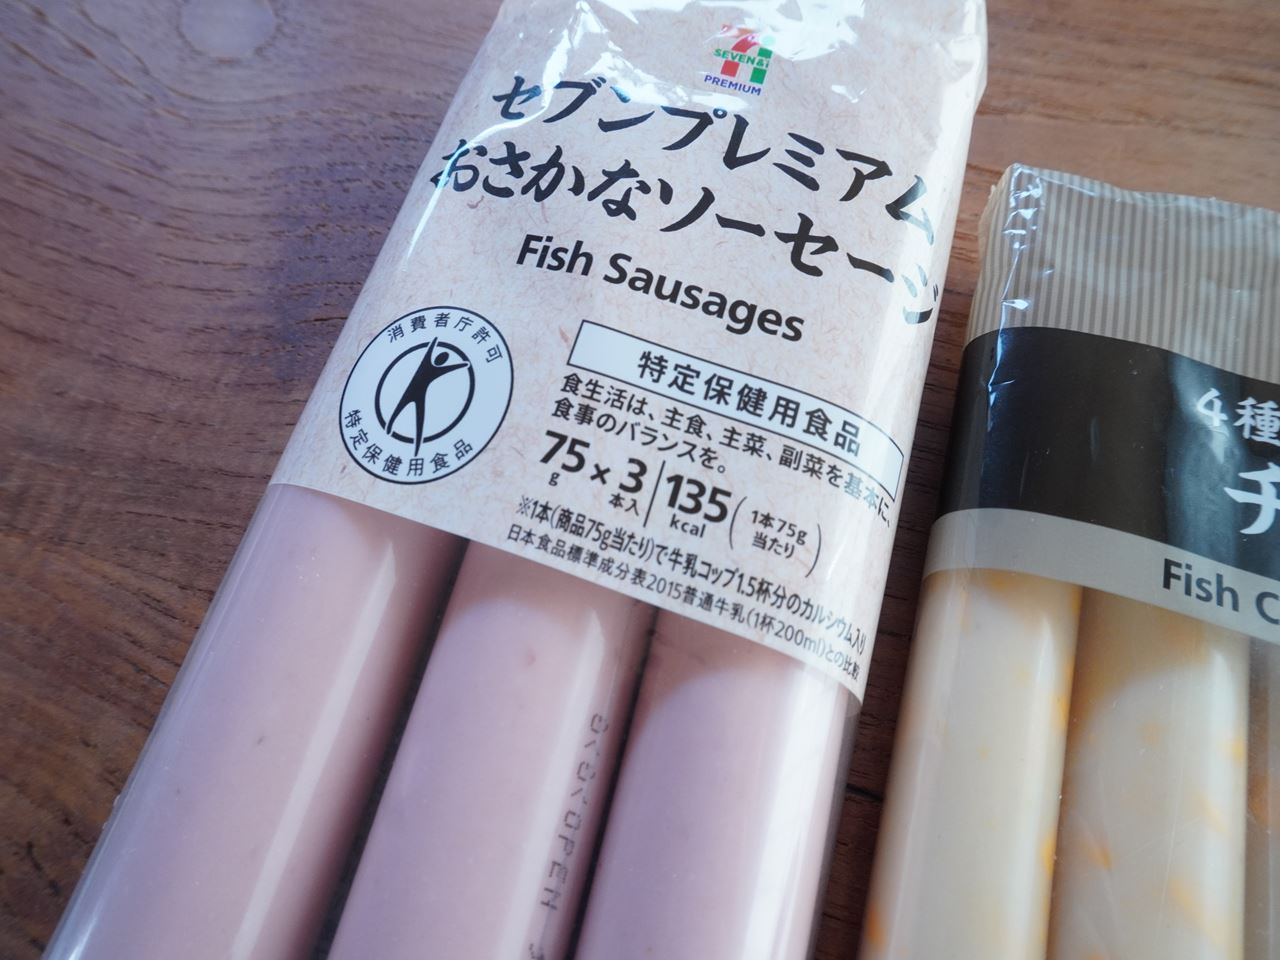 SEVEN&i
PREMIUM
セブンプレミアム
おさかなソーセージ
Fish Sausages
消費者庁許可
特定保健用食品
特定保健用食品
食生活は、主食、主菜、副菜を基本に、
食事のバランスを。
75g×3本入 135kcal(1本75g当たり)
※1本(商品75g当たり)で牛乳コップ1.5杯分のカルシウム入り
日本食品標準成分表2015普通牛乳(1杯200ml)との比較
OPEN
4種
チ
Fish C